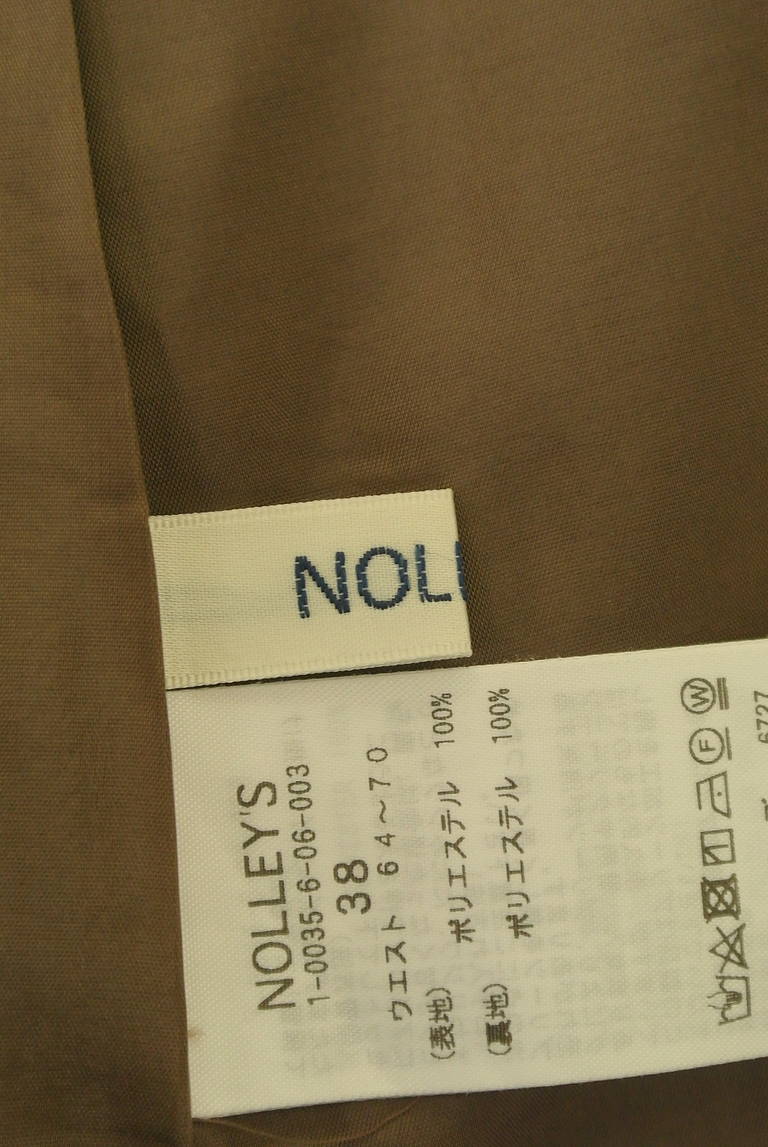 NOLL
NOLLEY'S
1-0035-6-06-003
38
ウエスト 64～70
(表地) ポリエステル 100%
(裏地) ポリエステル 100%
W
F
6727